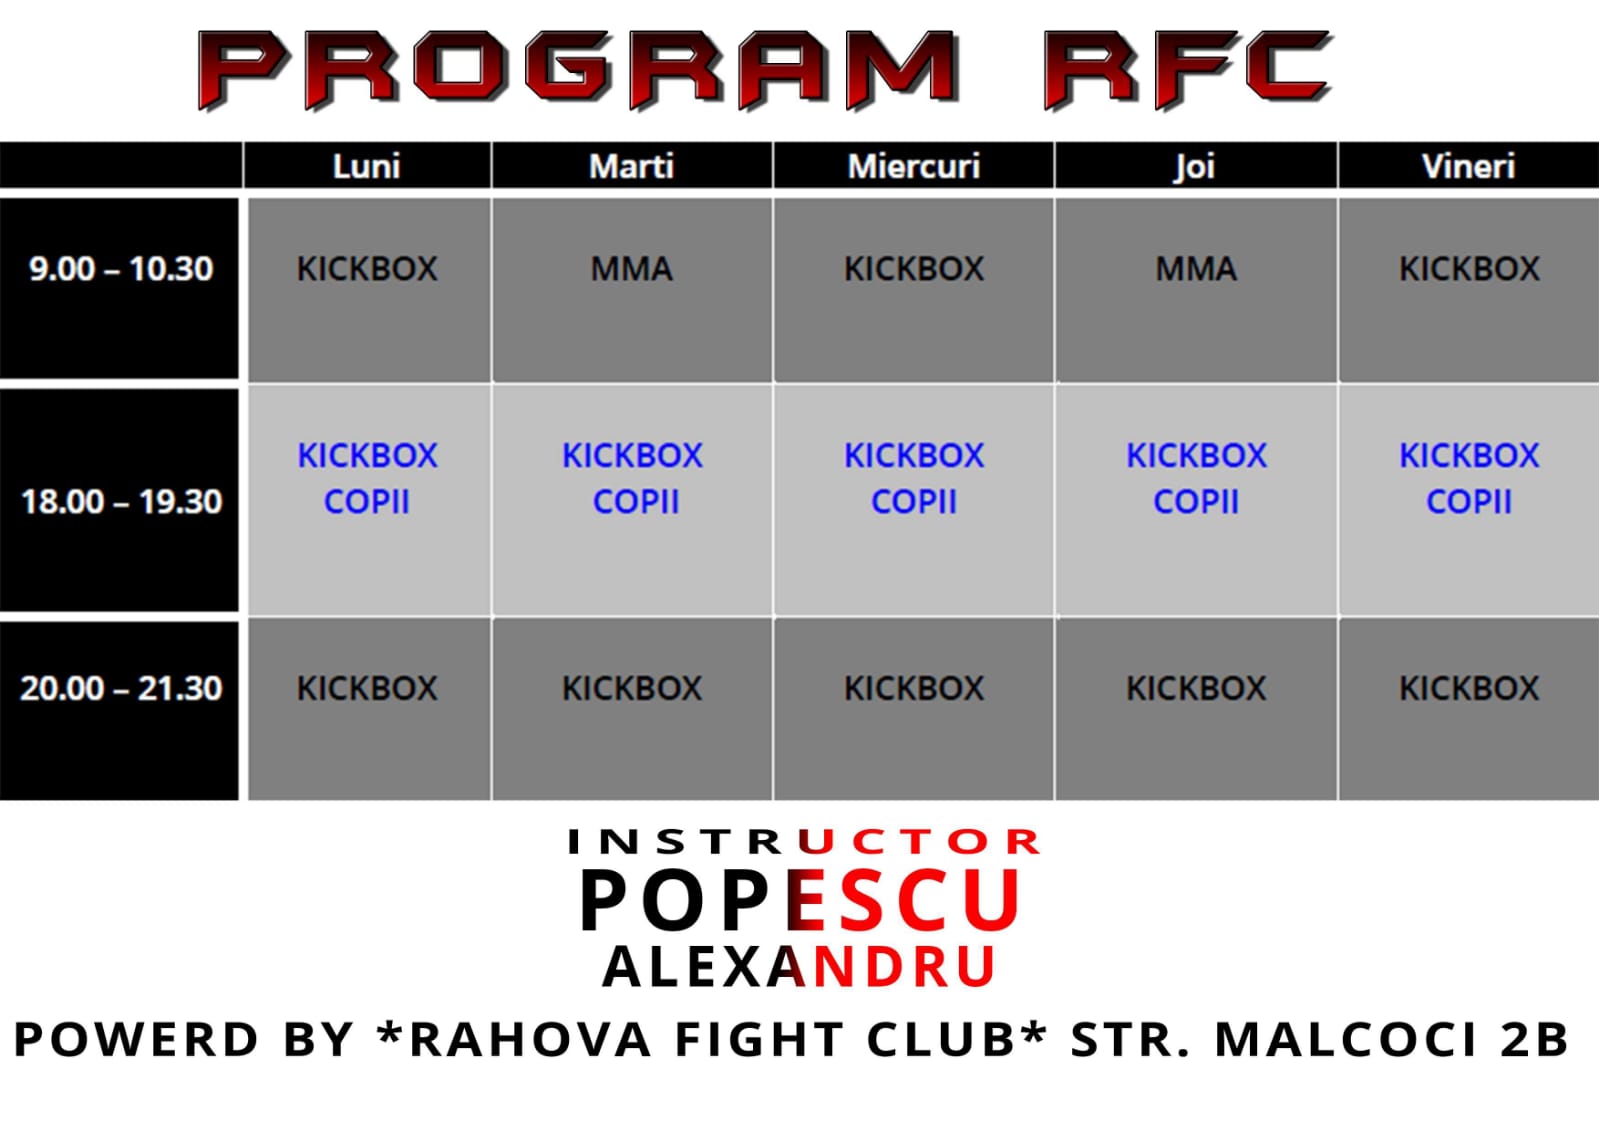 PROGRAM RFC
Luni Marti Miercuri Joi Vineri
9.00 – 10.30 KICKBOX MMA KICKBOX MMA KICKBOX
KICKBOX KICKBOX KICKBOX KICKBOX KICKBOX
18.00 – 19.30 COPII COPII COPII COPII COPII
20.00 – 21.30 KICKBOX KICKBOX KICKBOX KICKBOX KICKBOX
INSTRUCTOR
POPESCU
ALEXANDRU
POWERD BY *RAHOVA FIGHT CLUB* STR. MALCOCI 2B